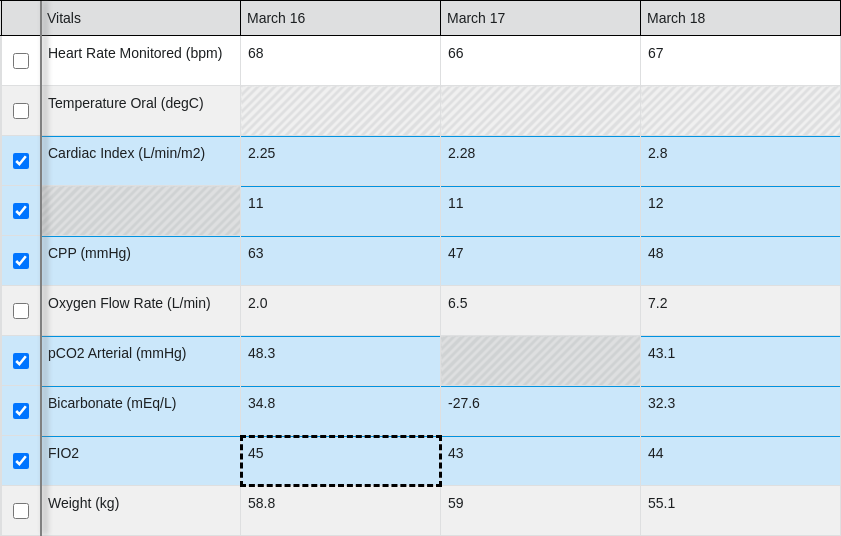 Vitals March 16 March 17 March 18
Heart Rate Monitored (bpm) 68 66 67
Temperature Oral (degC)
Cardiac Index (L/min/m2) 2.25 2.28 2.8
11 11 12
CPP (mmHg) 63 47 48
Oxygen Flow Rate (L/min) 2.0 6.5 7.2
pCO2 Arterial (mmHg) 48.3 43.1
Bicarbonate (mEq/L) 34.8 -27.6 32.3
FIO2 45 43 44
Weight (kg) 58.8 59 55.1